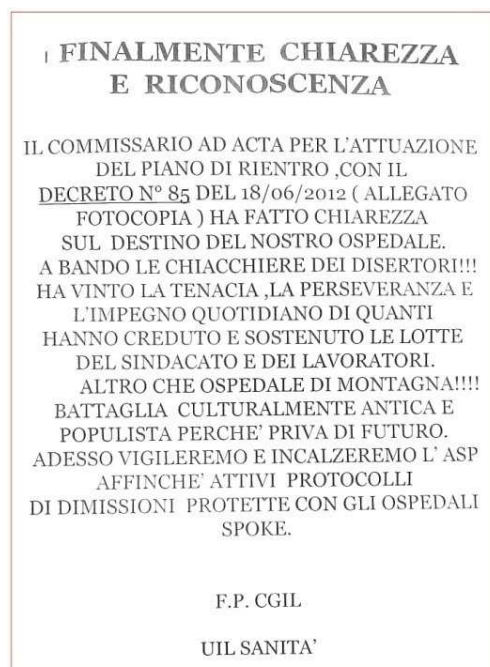 FINALMENTE CHIAREZZA
E RICONOSCENZA
IL COMMISSARIO AD ACTA PER L'ATTUAZIONE
DEL PIANO DI RIENTRO ,CON IL
DECRETO N° 85 DEL 18/06/2012 ( ALLEGATO
FOTOCOPIA ) HA FATTO CHIAREZZA
SUL DESTINO DEL NOSTRO OSPEDALE.
A BANDO LE CHIACCHIERE DEI DISERTORI!!!
HA VINTO LA TENACIA ,LA PERSEVERANZA E
L'IMPEGNO QUOTIDIANO DI QUANTI
HANNO CREDUTO E SOSTENUTO LE LOTTE
DEL SINDACATO E DEI LAVORATORI.
ALTRO CHE OSPEDALE DI MONTAGNA!!!!
BATTAGLIA CULTURALMENTE ANTICA E
POPULISTA PERCHE' PRIVA DI FUTURO.
ADESSO VIGILEREMO E INCALZEREMO L' ASP
AFFINCHE' ATTIVI PROTOCOLLI
DI DIMISSIONI PROTETTE CON GLI OSPEDALI
SPOKE.
F.P. CGIL
UIL SANITA'